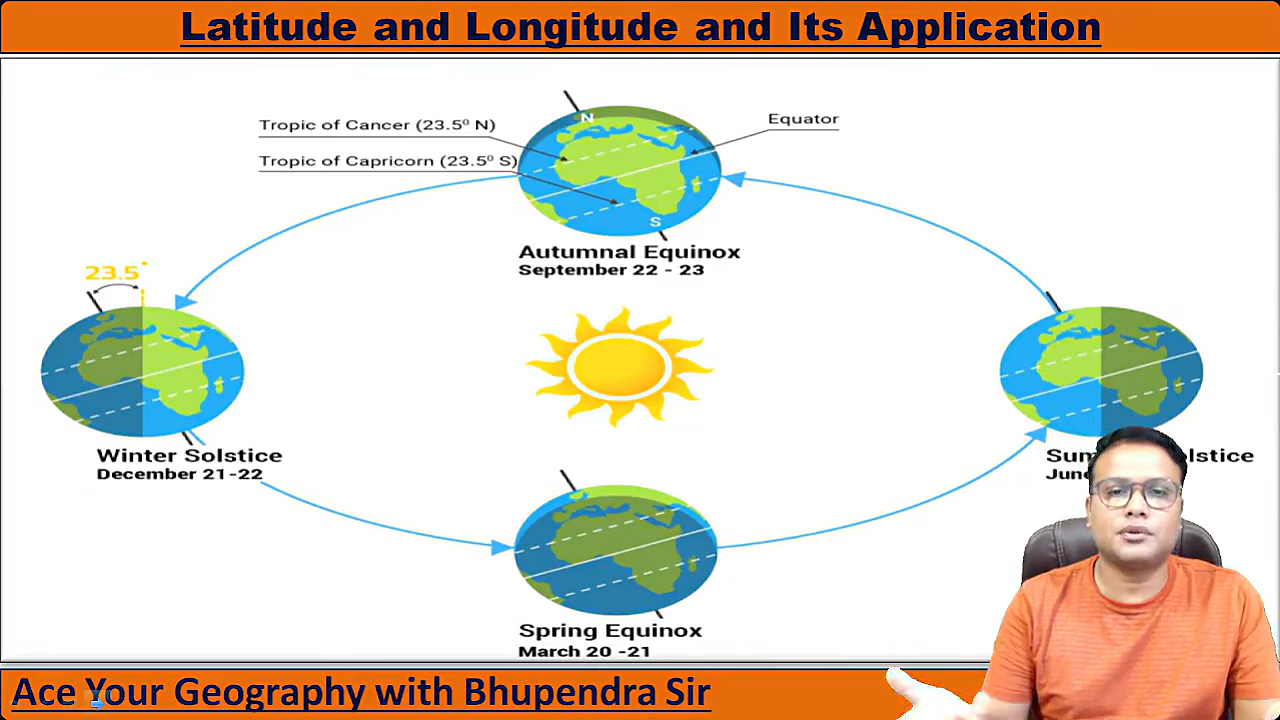 Latitude and Longitude and Its Application
Tropic of Cancer (23.5⁰ N)
Equator
Tropic of Capricorn (23.5⁰ S)
N
S
Autumnal Equinox
September 22 - 23
23.5°
Winter Solstice
December 21-22
Spring Equinox
March 20 -21
Ace Your Geography with Bhupendra Sir